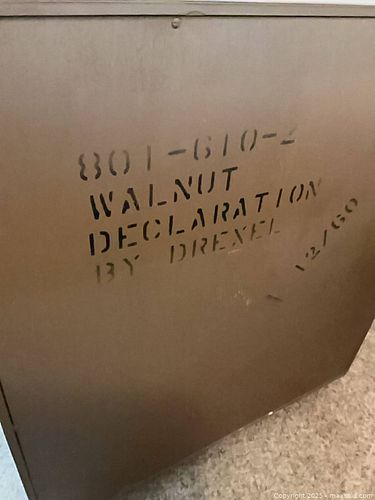 801-610-2
WALNUT
DECLARATION
BY DREXEL
12/60
Copyright 2025 - maxsold.com